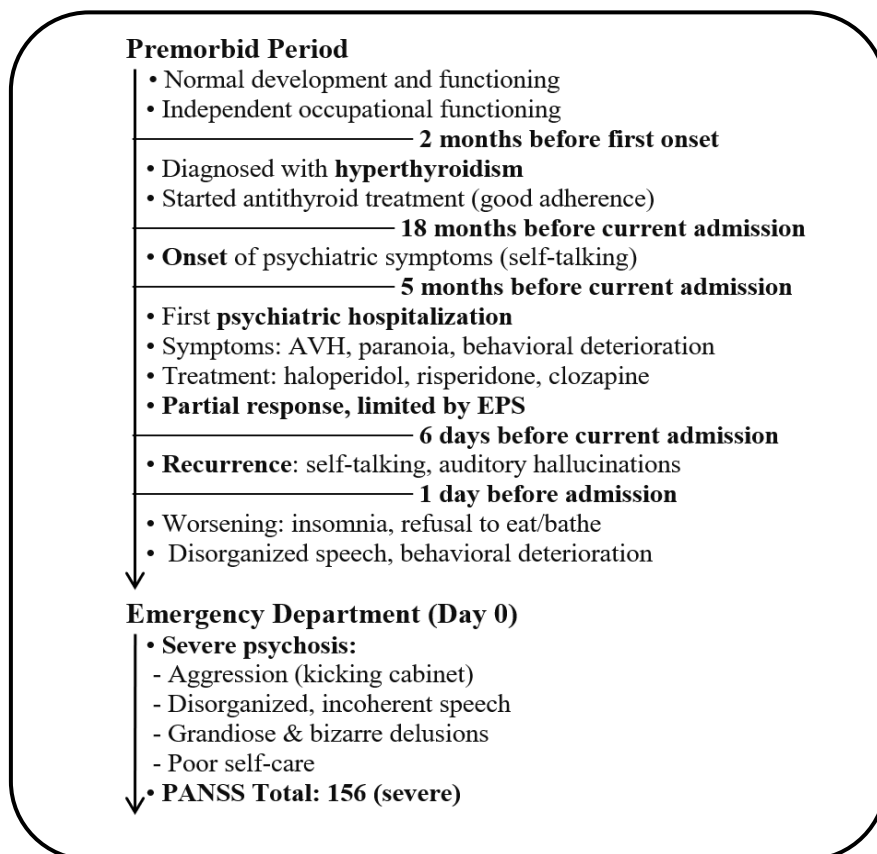 Premorbid Period
• Normal development and functioning
• Independent occupational functioning
2 months before first onset
• Diagnosed with hyperthyroidism
• Started antithyroid treatment (good adherence)
18 months before current admission
• Onset of psychiatric symptoms (self-talking)
5 months before current admission
• First psychiatric hospitalization
• Symptoms: AVH, paranoia, behavioral deterioration
• Treatment: haloperidol, risperidone, clozapine
• Partial response, limited by EPS
6 days before current admission
• Recurrence: self-talking, auditory hallucinations
1 day before admission
• Worsening: insomnia, refusal to eat/bathe
• Disorganized speech, behavioral deterioration
Emergency Department (Day 0)
• Severe psychosis:
- Aggression (kicking cabinet)
- Disorganized, incoherent speech
- Grandiose & bizarre delusions
- Poor self-care
• PANSS Total: 156 (severe)